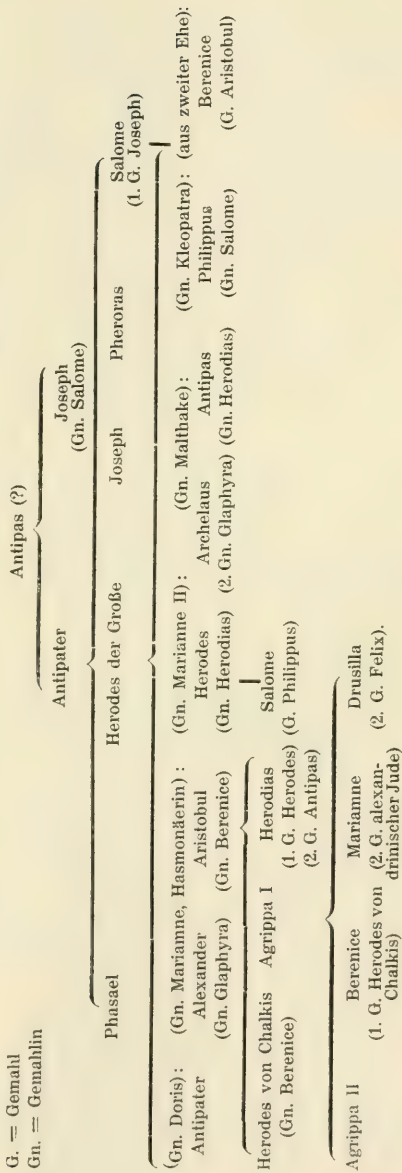 G. = Gemahl
Gn. = Gemahlin
Antipas (?)
Antipater Joseph
(Gn. Salome)
Phasael Herodes der Große Joseph Pheroras Salome
(1. G. Joseph)
(Gn. Doris): (Gn. Mariamne, Hasmonäerin): (Gn. Marianne II): (Gn. Malthake): (Gn. Kleopatra): (aus zweiter Ehe):
Antipater Alexander Aristobul Herodes Archelaus Antipas Philippus Berenice
(Gn. Glaphyra) (Gn. Berenice) (Gn. Herodias) (2. Gn. Glaphyra) (Gn. Herodias) (Gn. Salome) (G. Aristobul)
Herodes von Chalkis Agrippa I Herodias Salome
(Gn. Berenice) (1. G. Herodes) (G. Philippus)
(2. G. Antipas)
Agrippa II Berenice Mariamne Drusilla
(1. G. Herodes von (2. G. alexan- (2. G. Felix).
Chalkis) drinischer Jude)